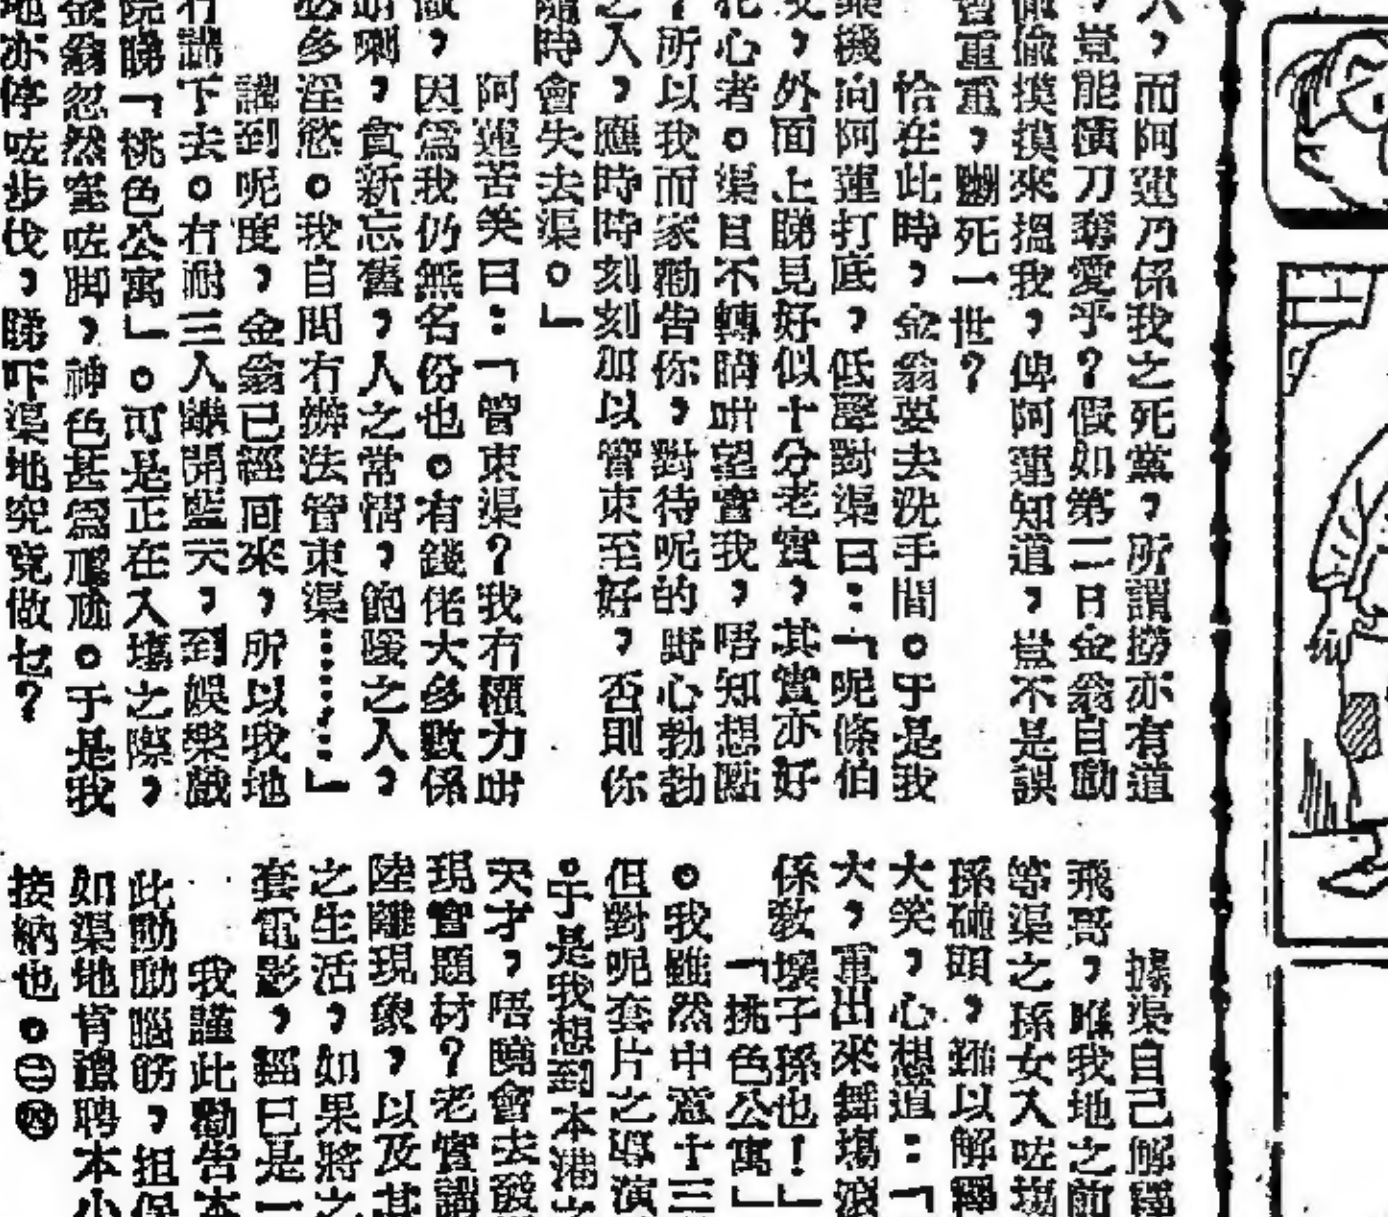 人，而阿蓮乃係我之死黨，所謂撈亦有道
，豈能橫刀奪愛乎？假如第二日金翁自動
偷偷摸摸來搵我，俾阿蓮知道，豈不是誤
會重重，嬲死一世？
恰在此時，金翁要去洗手間。于是我
乘機向阿蓮打底，低聲對渠曰：「呢條伯
父，外面上睇見好似十分老實，其實亦好
花心者。渠目不轉睛咁望實我，唔知想點
？所以我而家勸告你，對待呢的野心勃勃
之人，應時時刻刻加以管束至好，否則你
隨時會失去渠。」
阿蓮苦笑曰：「管束渠？我冇權力咁
做，因為我仍無名份也。有錢佬大多數係
咁喇，貪新忘舊，人之常情，飽暖之人，
必多淫慾。我自問冇辦法管束渠……」
講到呢度，金翁已經回來，所以我地
冇講下去。冇耐三人離開藍天，到娛樂戲
院睇「桃色公寓」。可是正在入場之際，
金翁忽然窒咗脚，神色甚為尷尬。于是我
地亦停咗步伐，睇吓渠地究竟做乜？
據渠自己解釋
飛哥，喺我地之前
等渠之孫女入咗場
孫碰頭，難以解釋
大笑，心想道：「
大，重出來舞場滾
係敎壞子孫也！」
「桃色公寓」
。我雖然中意十三
但對呢套片之導演
。于是我想到本港
天才，唔曉會去發
現實題材？老實講
陸離現象，以及其
之生活，如果將之
套電影，經已是一
我謹此勸告本
此動動腦筋，担保
如渠地肯禮聘本小
接納也。㊂㊃